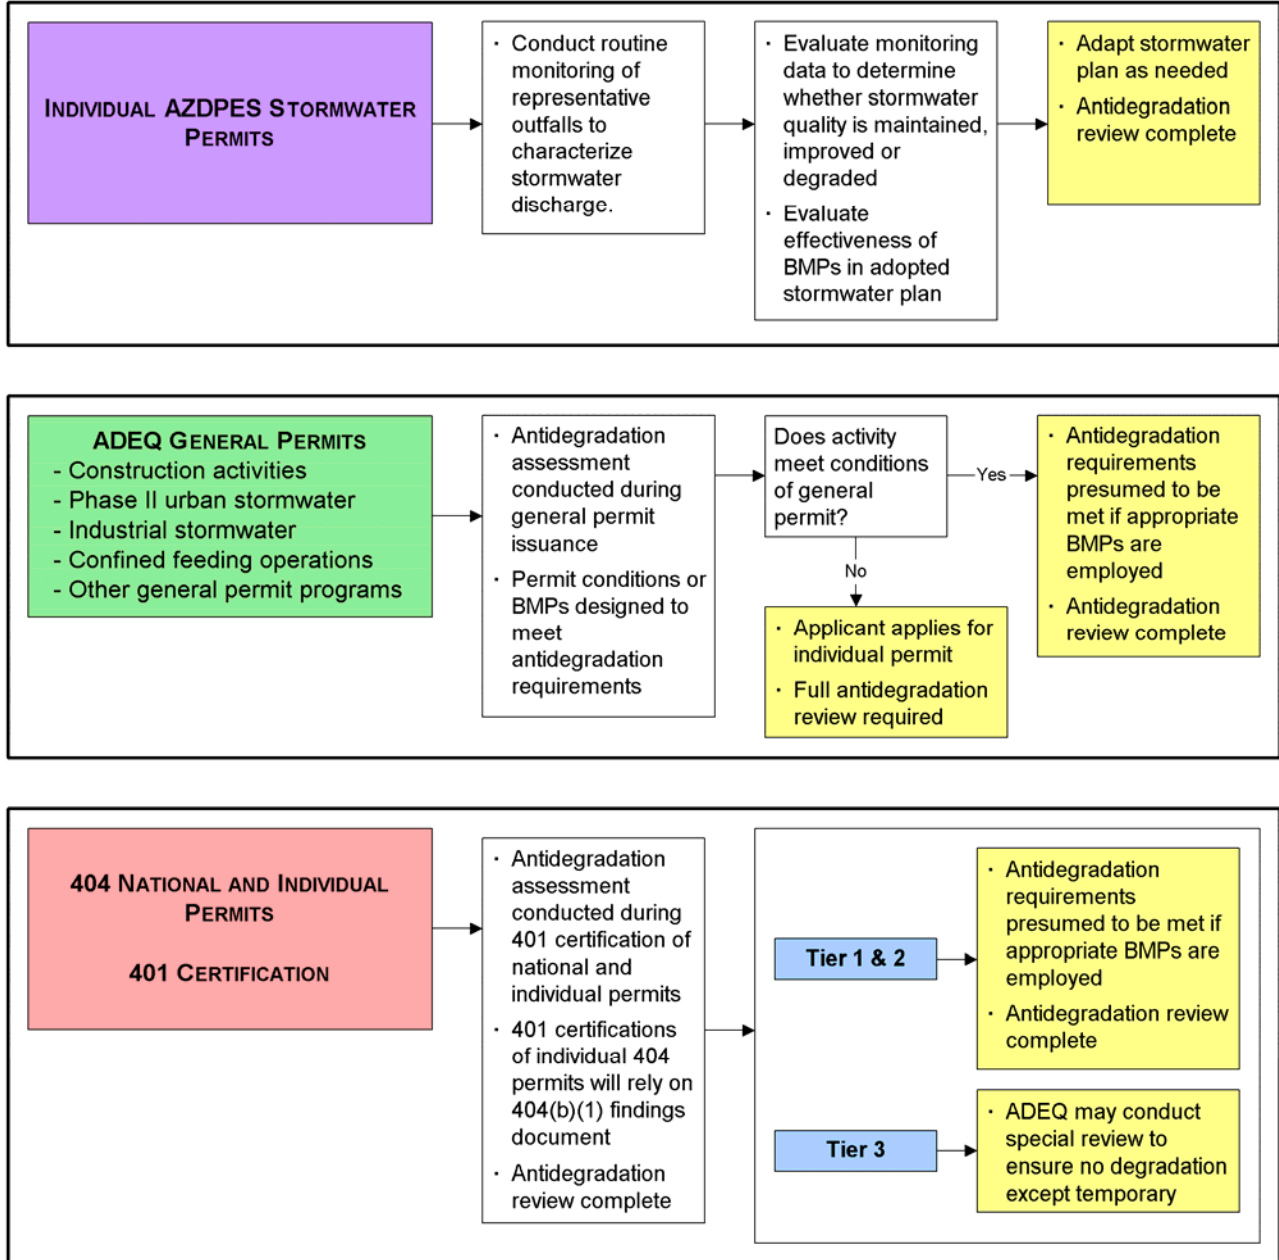 INDIVIDUAL AZDPES STORMWATER
PERMITS
· Conduct routine
monitoring of
representative
outfalls to
characterize
stormwater
discharge.
· Evaluate monitoring
data to determine
whether stormwater
quality is maintained,
improved or
degraded
· Evaluate
effectiveness of
BMPs in adopted
stormwater plan
· Adapt stormwater
plan as needed
· Antidegradation
review complete
ADEQ GENERAL PERMITS
- Construction activities
- Phase II urban stormwater
- Industrial stormwater
- Confined feeding operations
- Other general permit programs
· Antidegradation
assessment
conducted during
general permit
issuance
· Permit conditions or
BMPs designed to
meet
antidegradation
requirements
Does activity
meet conditions
of general
permit?
Yes
No
· Applicant applies for
individual permit
· Full antidegradation
review required
· Antidegradation
requirements
presumed to be
met if appropriate
BMPs are
employed
· Antidegradation
review complete
404 NATIONAL AND INDIVIDUAL
PERMITS
401 CERTIFICATION
· Antidegradation
assessment
conducted during
401 certification of
national and
individual permits
· 401 certifications
of individual 404
permits will rely on
404(b)(1) findings
document
· Antidegradation
review complete
Tier 1 & 2
· Antidegradation
requirements
presumed to be met if
appropriate BMPs are
employed
· Antidegradation review
complete
Tier 3
· ADEQ may conduct
special review to
ensure no degradation
except temporary